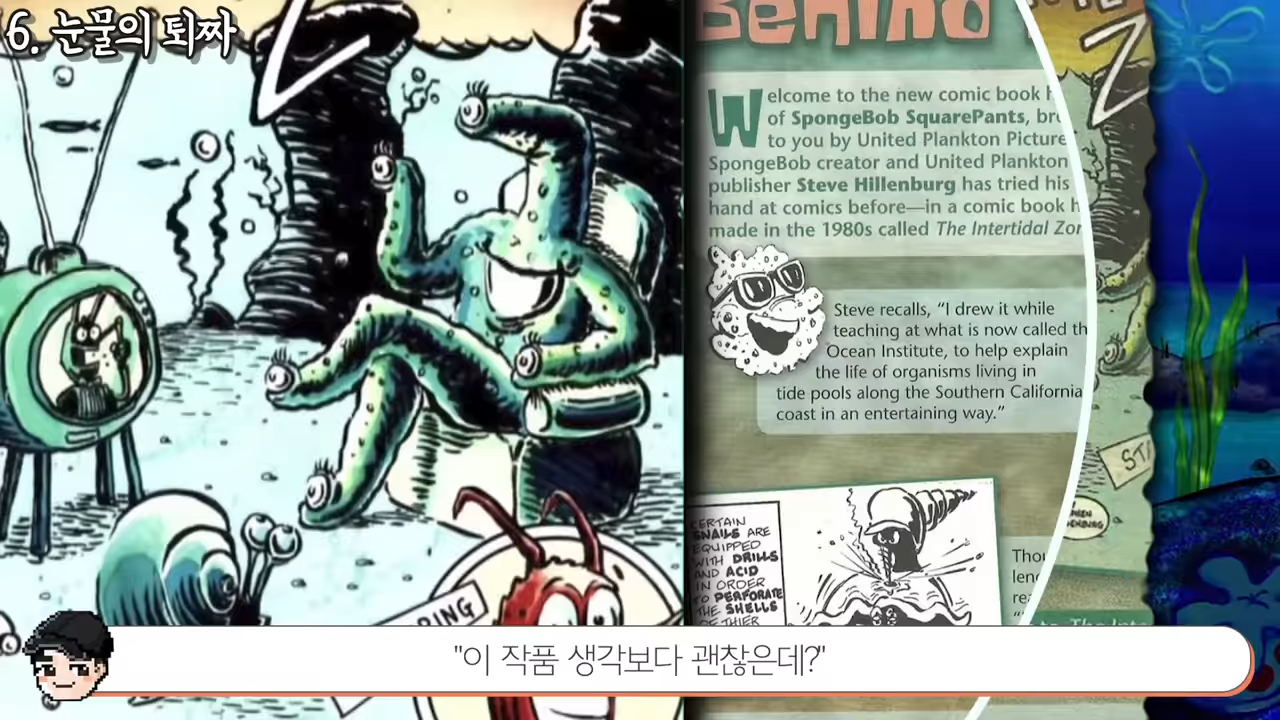 6. 눈물의 퇴짜
Behind
Welcome to the new comic book
of SpongeBob SquarePants,
to you by United Plankton Picture
SpongeBob creator and United Plankton
publisher Steve Hillenburg has tried his
hand at comics before—in a comic book
made in the 1980s called The Intertidal
Steve recalls, “I drew it while
teaching at what is now called
Ocean Institute, to help explain
the life of organisms living in
tide pools along the Southern California
coast in an entertaining way.”
CERTAIN
SNAILS ARE
EQUIPPED
WITH DRILLS
AND ACID
IN ORDER
TO PERFORATE
THE SHELLS
OF THIER
"이 작품 생각보다 괜찮은데?"